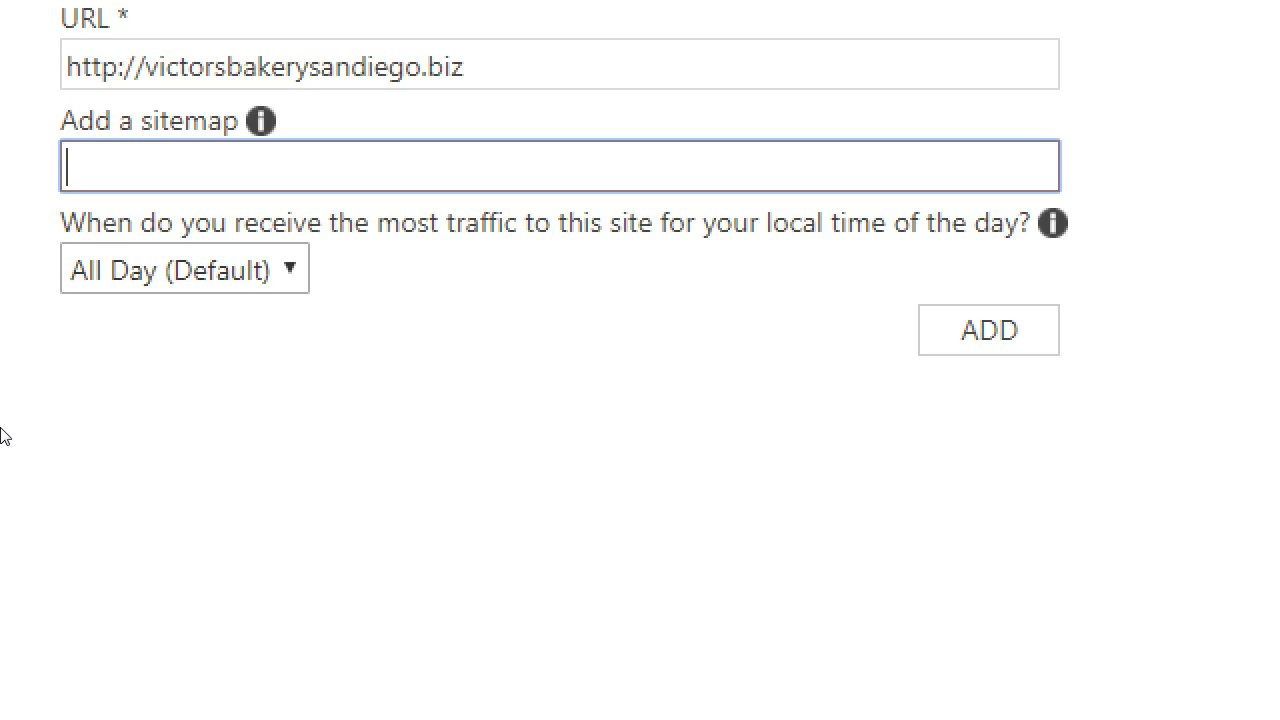 URL *
http://victorsbakerysandiego.biz
Add a sitemap
When do you receive the most traffic to this site for your local time of the day?
All Day (Default)
ADD